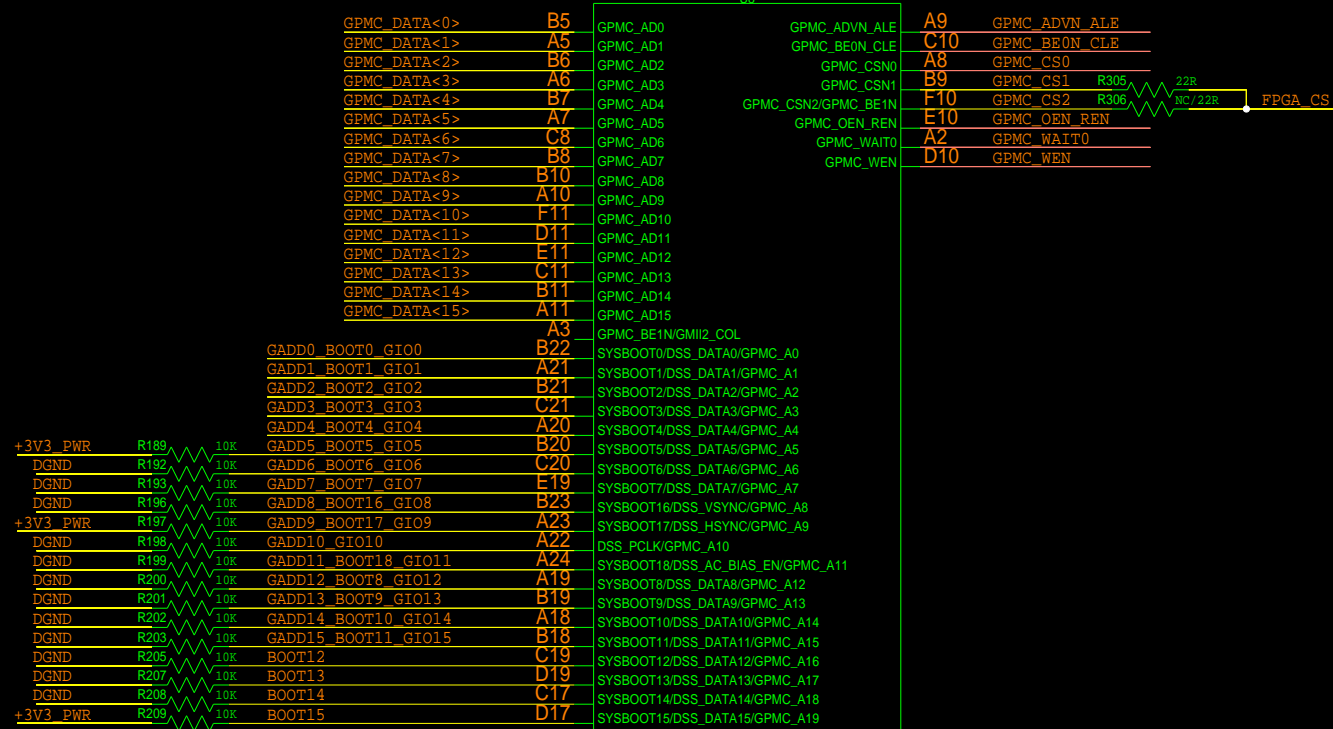 GPMC_DATA<0> B5 GPMC_AD0 GPMC_ADVN_ALE A9 GPMC_ADVN_ALE
GPMC_DATA<1> A5 GPMC_AD1 GPMC_BE0N_CLE C10 GPMC_BE0N_CLE
GPMC_DATA<2> B6 GPMC_AD2 GPMC_CSN0 A8 GPMC_CS0
GPMC_DATA<3> A6 GPMC_AD3 GPMC_CSN1 B9 GPMC_CS1 R305 22R
GPMC_DATA<4> B7 GPMC_AD4 GPMC_CSN2/GPMC_BE1N F10 GPMC_CS2 R306 NC/22R FPGA_CS
GPMC_DATA<5> A7 GPMC_AD5 GPMC_OEN_REN E10 GPMC_OEN_REN
GPMC_DATA<6> C8 GPMC_AD6 GPMC_WAIT0 A2 GPMC_WAIT0
GPMC_DATA<7> B8 GPMC_AD7 GPMC_WEN D10 GPMC_WEN
GPMC_DATA<8> B10 GPMC_AD8
GPMC_DATA<9> A10 GPMC_AD9
GPMC_DATA<10> F11 GPMC_AD10
GPMC_DATA<11> D11 GPMC_AD11
GPMC_DATA<12> E11 GPMC_AD12
GPMC_DATA<13> C11 GPMC_AD13
GPMC_DATA<14> B11 GPMC_AD14
GPMC_DATA<15> A11 GPMC_AD15
A3 GPMC_BE1N/GMII2_COL
GADD0_BOOT0_GIO0 B22 SYSBOOT0/DSS_DATA0/GPMC_A0
GADD1_BOOT1_GIO1 A21 SYSBOOT1/DSS_DATA1/GPMC_A1
GADD2_BOOT2_GIO2 B21 SYSBOOT2/DSS_DATA2/GPMC_A2
GADD3_BOOT3_GIO3 C21 SYSBOOT3/DSS_DATA3/GPMC_A3
GADD4_BOOT4_GIO4 A20 SYSBOOT4/DSS_DATA4/GPMC_A4
+3V3_PWR R189 10K GADD5_BOOT5_GIO5 B20 SYSBOOT5/DSS_DATA5/GPMC_A5
DGND R192 10K GADD6_BOOT6_GIO6 C20 SYSBOOT6/DSS_DATA6/GPMC_A6
DGND R193 10K GADD7_BOOT7_GIO7 E19 SYSBOOT7/DSS_DATA7/GPMC_A7
DGND R196 10K GADD8_BOOT16_GIO8 B23 SYSBOOT16/DSS_VSYNC/GPMC_A8
+3V3_PWR R197 10K GADD9_BOOT17_GIO9 A23 SYSBOOT17/DSS_HSYNC/GPMC_A9
DGND R198 10K GADD10_GIO10 A22 DSS_PCLK/GPMC_A10
DGND R199 10K GADD11_BOOT18_GIO11 A24 SYSBOOT18/DSS_AC_BIAS_EN/GPMC_A11
DGND R200 10K GADD12_BOOT8_GIO12 A19 SYSBOOT8/DSS_DATA8/GPMC_A12
DGND R201 10K GADD13_BOOT9_GIO13 B19 SYSBOOT9/DSS_DATA9/GPMC_A13
DGND R202 10K GADD14_BOOT10_GIO14 A18 SYSBOOT10/DSS_DATA10/GPMC_A14
DGND R203 10K GADD15_BOOT11_GIO15 B18 SYSBOOT11/DSS_DATA11/GPMC_A15
DGND R205 10K BOOT12 C19 SYSBOOT12/DSS_DATA12/GPMC_A16
DGND R207 10K BOOT13 D19 SYSBOOT13/DSS_DATA13/GPMC_A17
DGND R208 10K BOOT14 C17 SYSBOOT14/DSS_DATA14/GPMC_A18
+3V3_PWR R209 10K BOOT15 D17 SYSBOOT15/DSS_DATA15/GPMC_A19